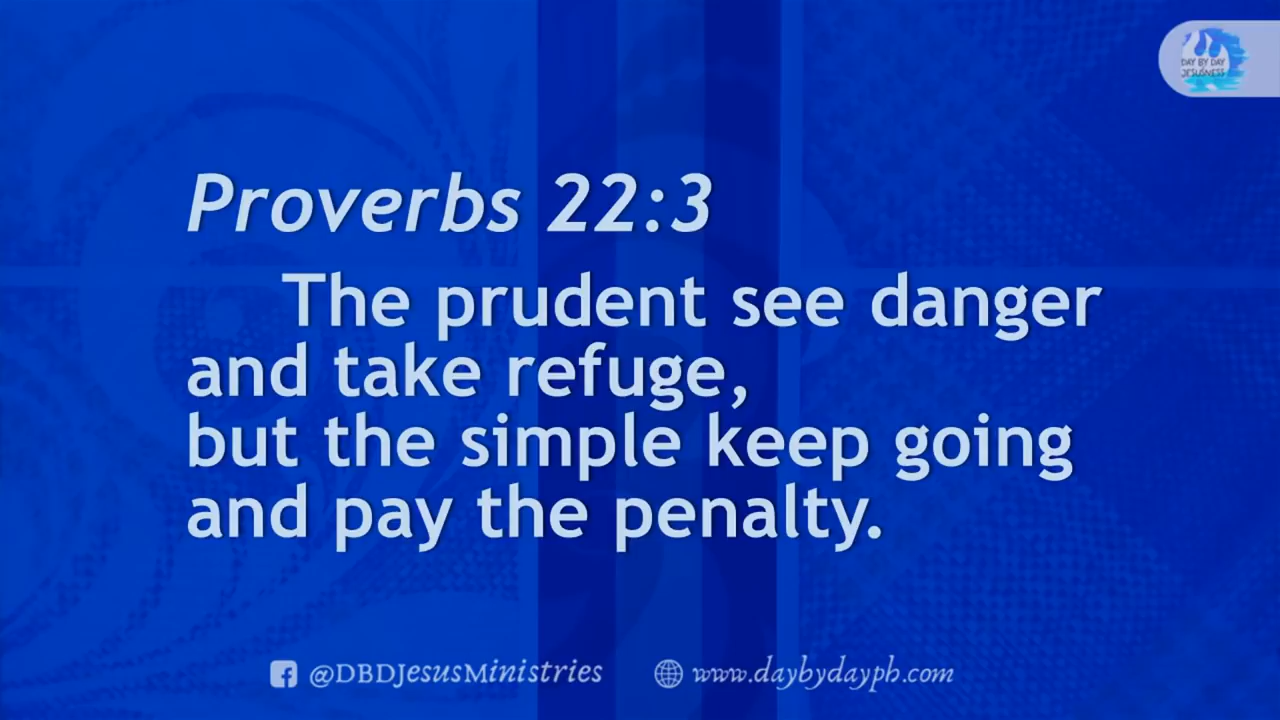 DAY BY DAY
JESUSNESS
Proverbs 22:3
The prudent see danger
and take refuge,
but the simple keep going
and pay the penalty.
@DBDJesusMinistries
www.daybydayph.com